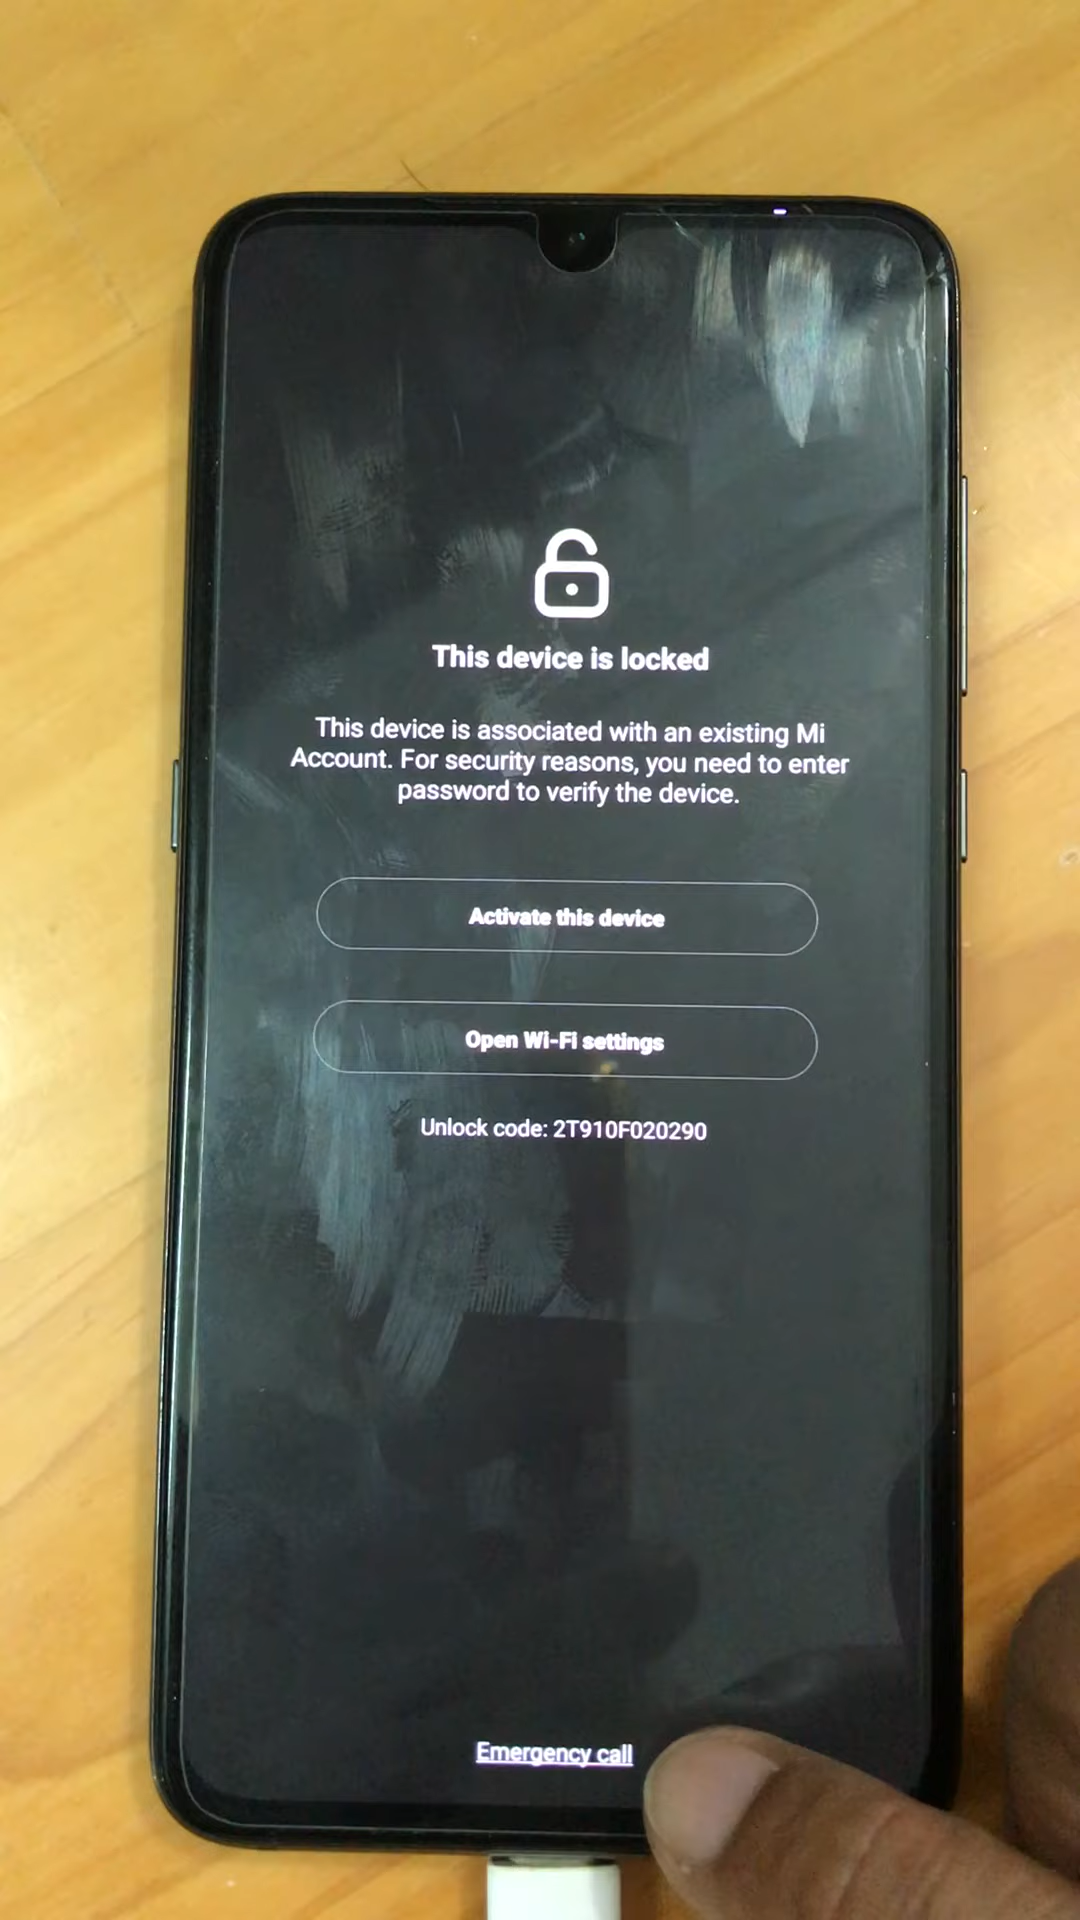 This device is locked
This device is associated with an existing Mi
Account. For security reasons, you need to enter
password to verify the device.
Activate this device
Open Wi-Fi settings
Unlock code: 2T910F020290
Emergency call